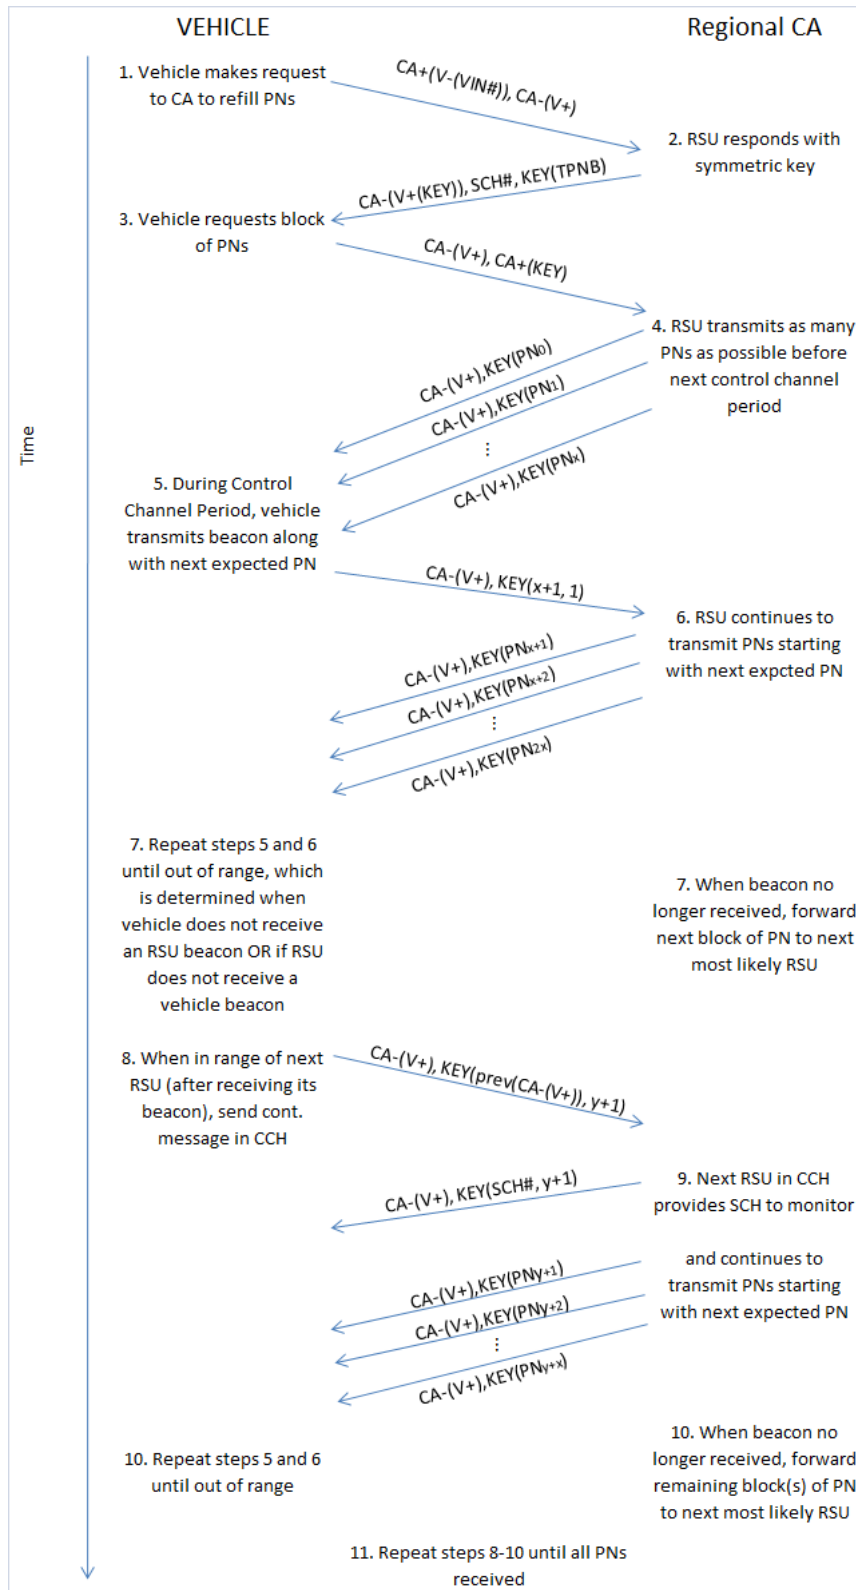 VEHICLE
Regional CA
Time
1. Vehicle makes request
to CA to refill PNs
CA+(V-(VIN#)), CA-(V+)
2. RSU responds with
symmetric key
CA-(V+(KEY)), SCH#, KEY(TPNB)
3. Vehicle requests block
of PNs
CA-(V+), CA+(KEY)
4. RSU transmits as many
PNs as possible before
next control channel
period
CA-(V+),KEY(PN0)
CA-(V+),KEY(PN1)
...
CA-(V+),KEY(PNx)
5. During Control
Channel Period, vehicle
transmits beacon along
with next expected PN
CA-(V+), KEY(x+1, 1)
6. RSU continues to
transmit PNs starting
with next expcted PN
CA-(V+),KEY(PNx+1)
CA-(V+),KEY(PNx+2)
...
CA-(V+),KEY(PN2x)
7. Repeat steps 5 and 6
until out of range, which
is determined when
vehicle does not receive
an RSU beacon OR if RSU
does not receive a
vehicle beacon
7. When beacon no
longer received, forward
next block of PN to next
most likely RSU
8. When in range of next
RSU (after receiving its
beacon), send cont.
message in CCH
CA-(V+), KEY(prev(CA-(V+)), y+1)
9. Next RSU in CCH
provides SCH to monitor
CA-(V+), KEY(SCH#, y+1)
and continues to
transmit PNs starting
with next expected PN
CA-(V+),KEY(PNy+1)
CA-(V+),KEY(PNy+2)
...
CA-(V+),KEY(PNy+x)
10. Repeat steps 5 and 6
until out of range
10. When beacon no
longer received, forward
remaining block(s) of PN
to next most likely RSU
11. Repeat steps 8-10 until all PNs
received